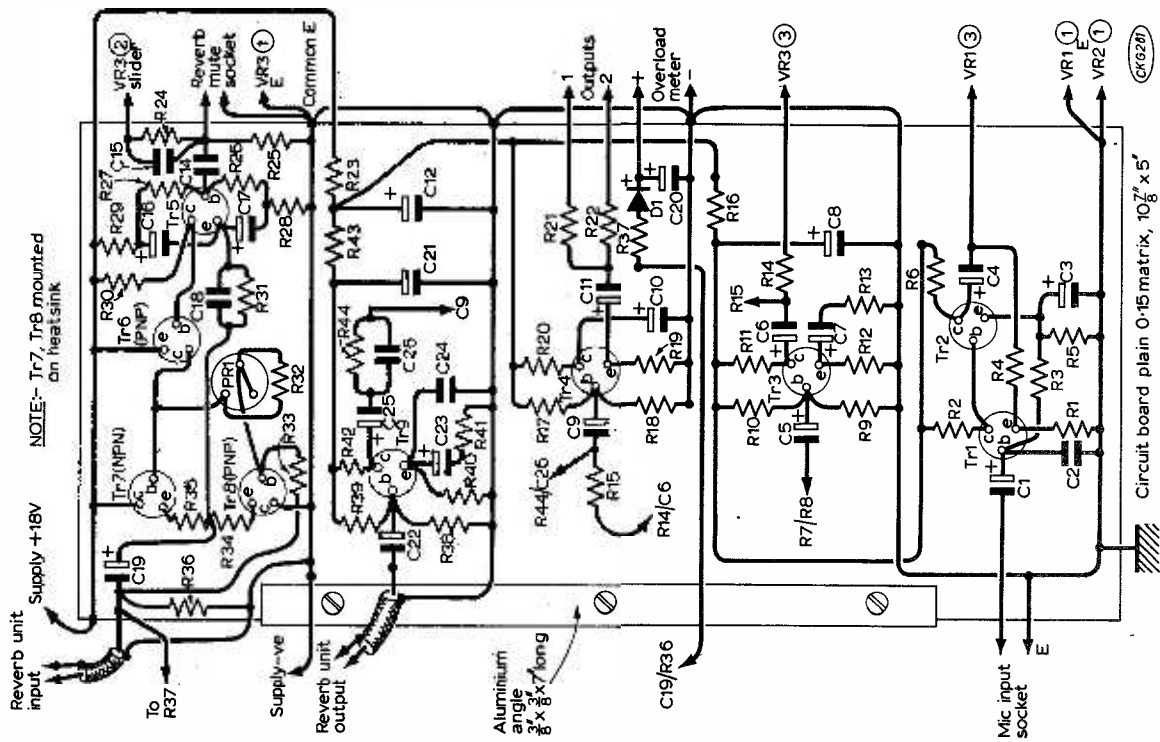 NOTE:- Tr7, Tr8 mounted
on heatsink
Reverb unit
input
Supply +18V
To
R37
Supply-ve
Reverb unit
output
Aluminium
angle
3/8" x 3/8" x 7" long
C19/R36
Mic input
socket
E
VR3 2
slider
R24
Reverb
mute
socket
VR3 1
E
Common E
C15
R27
C14
R26
R25
R29
C16
+
Tr5
b
c
e
+
C17
R28
R30
Tr6
(PNP)
e
b
c
C18
R31
PR1
R32
R33
Tr7(NPN)
c
b
e
R35
Tr8(PNP)
e
b
c
R34
+
C19
R36
R23
+
C12
R43
C21
R44
C9
C25
C24
R42
+
Tr9
c
b
e
+
C23
R41
R40
R39
C22
R38
Outputs
1
2
+
Overload
meter
-
R21
R22
D1
+
+
C20
R37
C11
+
C10
R20
Tr4
c
b
e
R19
R17
C9
R18
R44/C26
R15
R14/C6
R16
VR3 3
+
C8
R14
R15
R13
R11
C6
+
C7
+
Tr3
c
b
e
R12
R10
C5
+
R9
R7/R8
VR1 3
VR1 1
E
VR2 1
R6
C4
+
Tr2
c
b
e
+
C3
R5
R4
R3
R2
Tr1
c
b
e
R1
+
C1
C2
Circuit board plain 0·15 matrix, 10 7/8" x 5"
CKG281